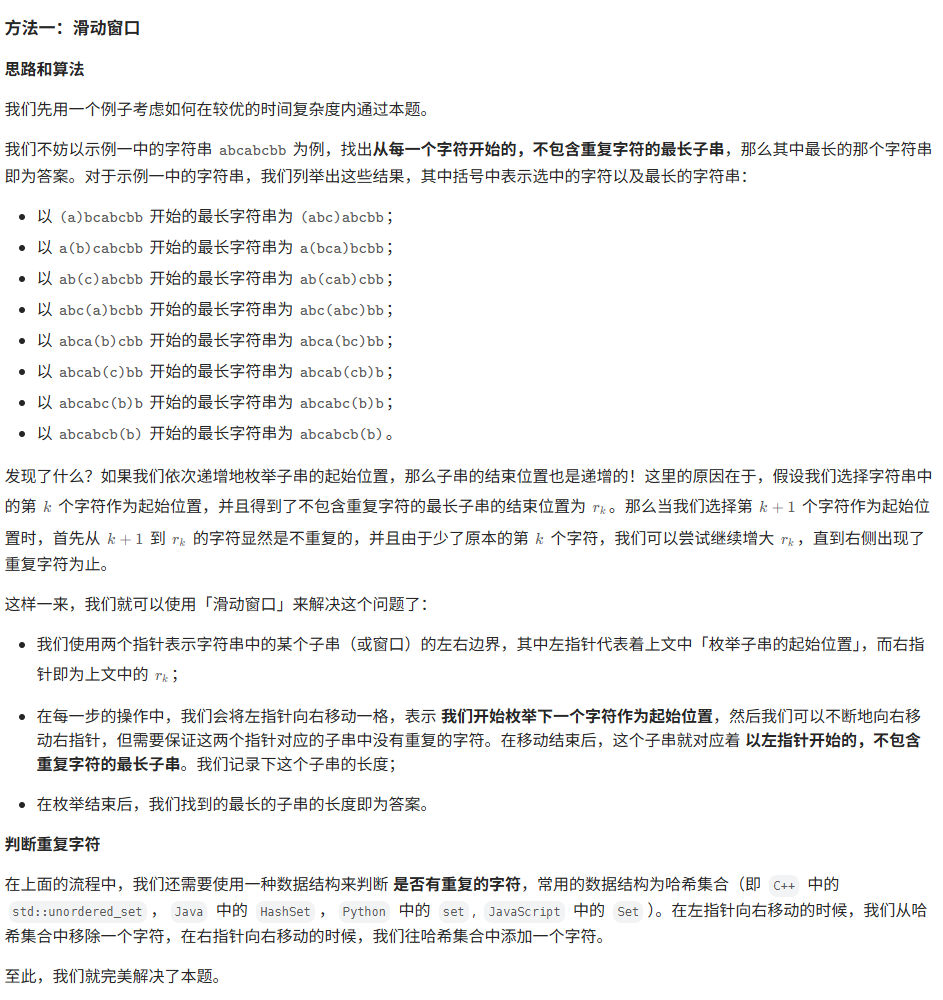 方法一：滑动窗口
思路和算法
我们先用一个例子考虑如何在较优的时间复杂度内通过本题。
我们不妨以示例一中的字符串 abcabcbb 为例，找出从每一个字符开始的，不包含重复字符的最长子串，那么其中最长的那个字符串
即为答案。对于示例一中的字符串，我们列举出这些结果，其中括号中表示选中的字符以及最长的字符串：
• 以 (a)bcabcbb 开始的最长字符串为 (abc)abcbb；
• 以 a(b)cabcbb 开始的最长字符串为 a(bca)bcbb；
• 以 ab(c)abcbb 开始的最长字符串为 ab(cab)cbb；
• 以 abc(a)bcbb 开始的最长字符串为 abc(abc)bb；
• 以 abca(b)cbb 开始的最长字符串为 abca(bc)bb；
• 以 abcab(c)bb 开始的最长字符串为 abcab(cb)b；
• 以 abcabc(b)b 开始的最长字符串为 abcabc(b)b；
• 以 abcabcb(b) 开始的最长字符串为 abcabcb(b)。
发现了什么？如果我们依次递增地枚举子串的起始位置，那么子串的结束位置也是递增的！这里的原因在于，假设我们选择字符串中
的第 k 个字符作为起始位置，并且得到了不包含重复字符的最长子串的结束位置为 r_k。那么当我们选择第 k + 1 个字符作为起始位
置时，首先从 k + 1 到 r_k 的字符显然是不重复的，并且由于少了原本的第 k 个字符，我们可以尝试继续增大 r_k，直到右侧出现了
重复字符为止。
这样一来，我们就可以使用「滑动窗口」来解决这个问题了：
• 我们使用两个指针表示字符串中的某个子串（或窗口）的左右边界，其中左指针代表着上文中「枚举子串的起始位置」，而右指
针即为上文中的 r_k；
• 在每一步的操作中，我们会将左指针向右移动一格，表示 我们开始枚举下一个字符作为起始位置，然后我们可以不断地向右移
动右指针，但需要保证这两个指针对应的子串中没有重复的字符。在移动结束后，这个子串就对应着 以左指针开始的，不包含
重复字符的最长子串。我们记录下这个子串的长度；
• 在枚举结束后，我们找到的最长的子串的长度即为答案。
判断重复字符
在上面的流程中，我们还需要使用一种数据结构来判断 是否有重复的字符，常用的数据结构为哈希集合（即 C++ 中的
std::unordered_set，Java 中的 HashSet，Python 中的 set, JavaScript 中的 Set）。在左指针向右移动的时候，我们从哈
希集合中移除一个字符，在右指针向右移动的时候，我们往哈希集合中添加一个字符。
至此，我们就完美解决了本题。